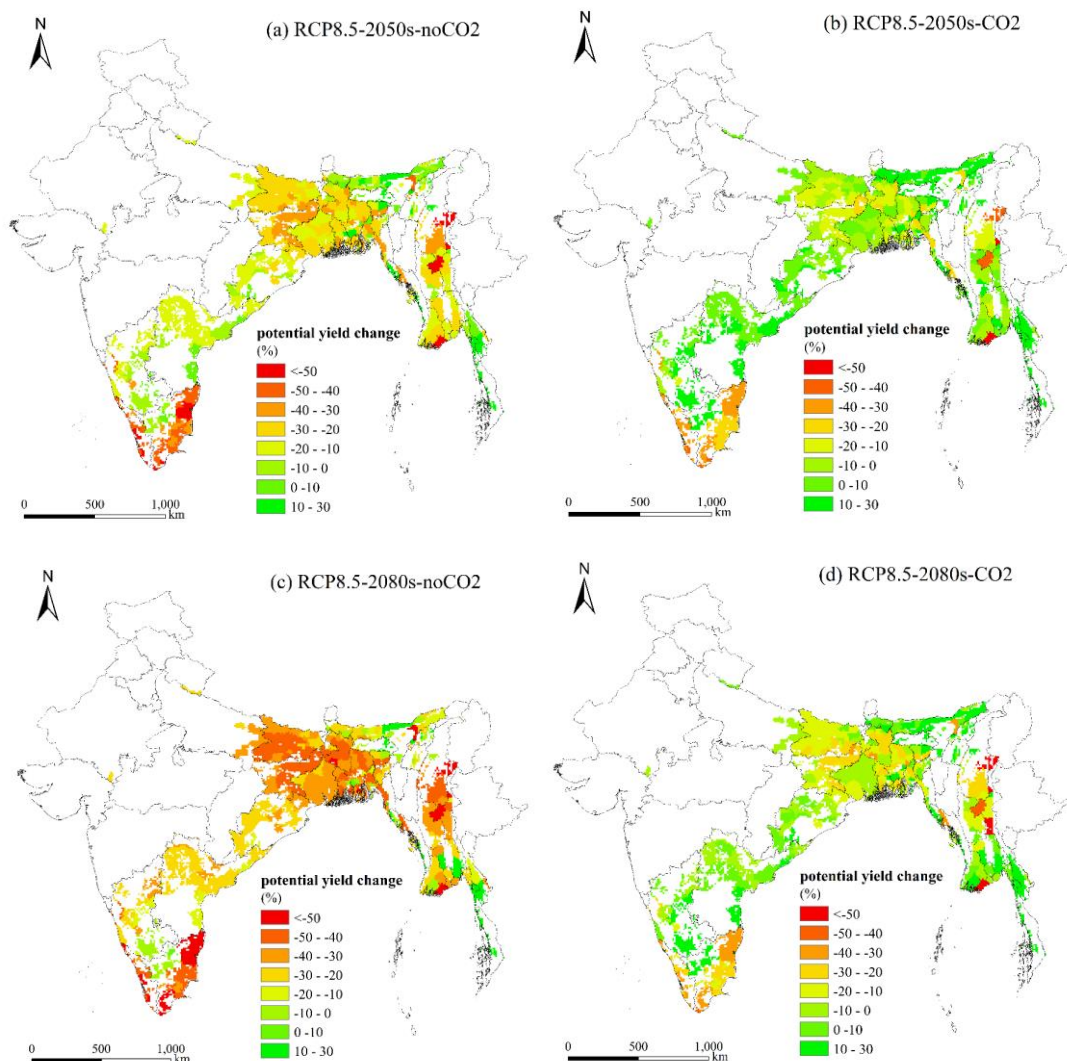 N
(a) RCP8.5-2050s-noCO2
potential yield change
(%)
<-50
-50 - -40
-40 - -30
-30 - -20
-20 - -10
-10 - 0
0 -10
10 - 30
0 500 1,000
km
N
(b) RCP8.5-2050s-CO2
potential yield change
(%)
<-50
-50 - -40
-40 - -30
-30 - -20
-20 - -10
-10 - 0
0 -10
10 - 30
0 500 1,000
km
N
(c) RCP8.5-2080s-noCO2
potential yield change
(%)
<-50
-50 - -40
-40 - -30
-30 - -20
-20 - -10
-10 - 0
0 -10
10 - 30
0 500 1,000
km
N
(d) RCP8.5-2080s-CO2
potential yield change
(%)
<-50
-50 - -40
-40 - -30
-30 - -20
-20 - -10
-10 - 0
0 -10
10 - 30
0 500 1,000
km